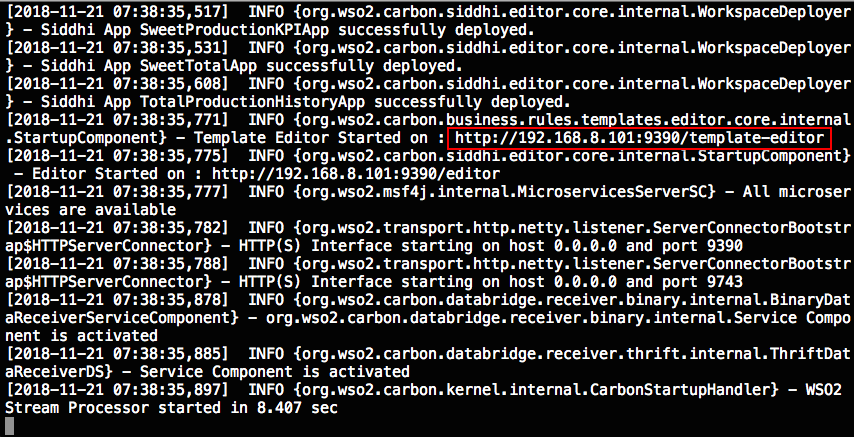 [2018-11-21 07:38:35,517]  INFO {org.wso2.carbon.siddhi.editor.core.internal.WorkspaceDeployer
} – Siddhi App SweetProductionKPIApp successfully deployed.
[2018-11-21 07:38:35,531]  INFO {org.wso2.carbon.siddhi.editor.core.internal.WorkspaceDeployer
} – Siddhi App SweetTotalApp successfully deployed.
[2018-11-21 07:38:35,608]  INFO {org.wso2.carbon.siddhi.editor.core.internal.WorkspaceDeployer
} – Siddhi App TotalProductionHistoryApp successfully deployed.
[2018-11-21 07:38:35,771]  INFO {org.wso2.carbon.business.rules.templates.editor.core.internal
.StartupComponent} – Template Editor Started on : http://192.168.8.101:9390/template-editor
[2018-11-21 07:38:35,775]  INFO {org.wso2.carbon.siddhi.editor.core.internal.StartupComponent}
 – Editor Started on : http://192.168.8.101:9390/editor
[2018-11-21 07:38:35,777]  INFO {org.wso2.msf4j.internal.MicroservicesServerSC} – All microser
vices are available
[2018-11-21 07:38:35,782]  INFO {org.wso2.transport.http.netty.listener.ServerConnectorBootstr
ap$HTTPServerConnector} – HTTP(S) Interface starting on host 0.0.0.0 and port 9390
[2018-11-21 07:38:35,788]  INFO {org.wso2.transport.http.netty.listener.ServerConnectorBootstr
ap$HTTPServerConnector} – HTTP(S) Interface starting on host 0.0.0.0 and port 9743
[2018-11-21 07:38:35,878]  INFO {org.wso2.carbon.databridge.receiver.binary.internal.BinaryDat
aReceiverServiceComponent} – org.wso2.carbon.databridge.receiver.binary.internal.Service Compo
nent is activated
[2018-11-21 07:38:35,885]  INFO {org.wso2.carbon.databridge.receiver.thrift.internal.ThriftDat
aReceiverDS} – Service Component is activated
[2018-11-21 07:38:35,897]  INFO {org.wso2.carbon.kernel.internal.CarbonStartupHandler} – WSO2
Stream Processor started in 8.407 sec